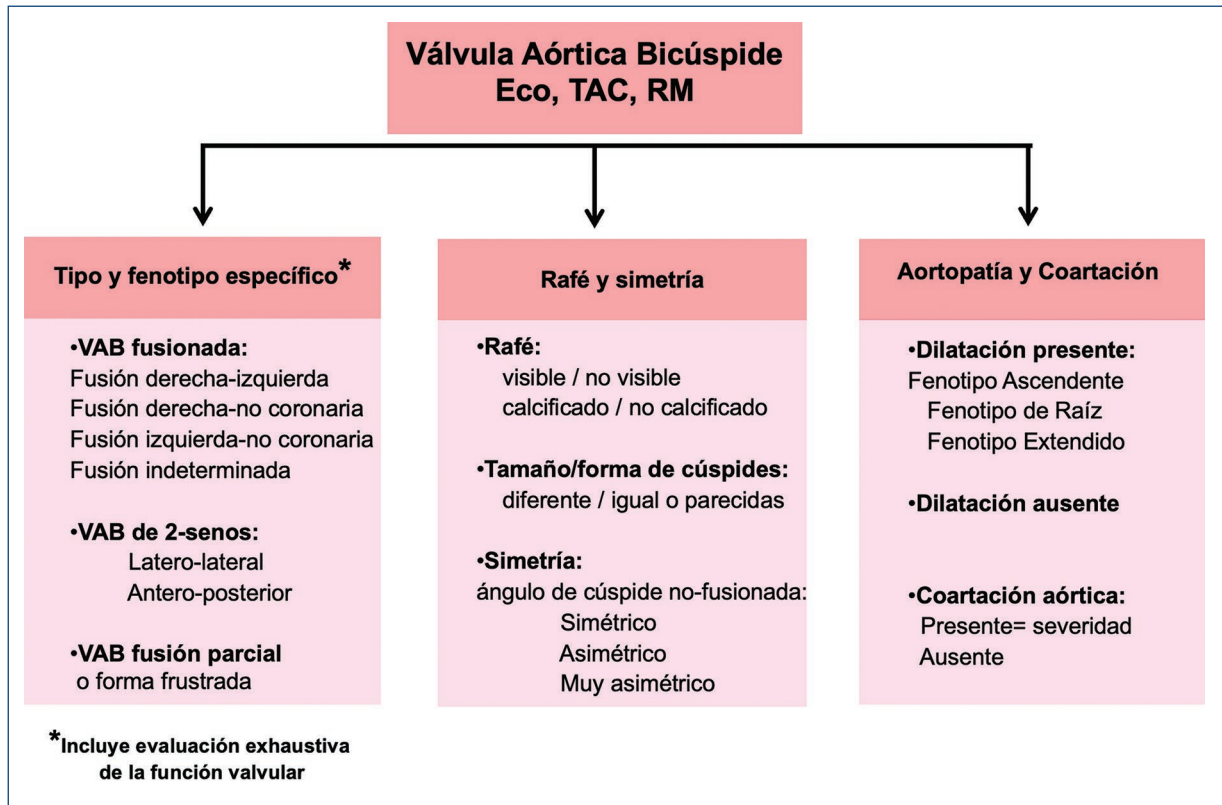 Válvula Aórtica Bicúspide
Eco, TAC, RM
Tipo y fenotipo específico*
•VAB fusionada:
Fusión derecha-izquierda
Fusión derecha-no coronaria
Fusión izquierda-no coronaria
Fusión indeterminada
•VAB de 2-senos:
Latero-lateral
Antero-posterior
•VAB fusión parcial
o forma frustrada
*Incluye evaluación exhaustiva
de la función valvular
Rafé y simetría
•Rafé:
visible / no visible
calcificado / no calcificado
•Tamaño/forma de cúspides:
diferente / igual o parecidas
•Simetría:
ángulo de cúspide no-fusionada:
Simétrico
Asimétrico
Muy asimétrico
Aortopatía y Coartación
•Dilatación presente:
Fenotipo Ascendente
Fenotipo de Raíz
Fenotipo Extendido
•Dilatación ausente
•Coartación aórtica:
Presente= severidad
Ausente